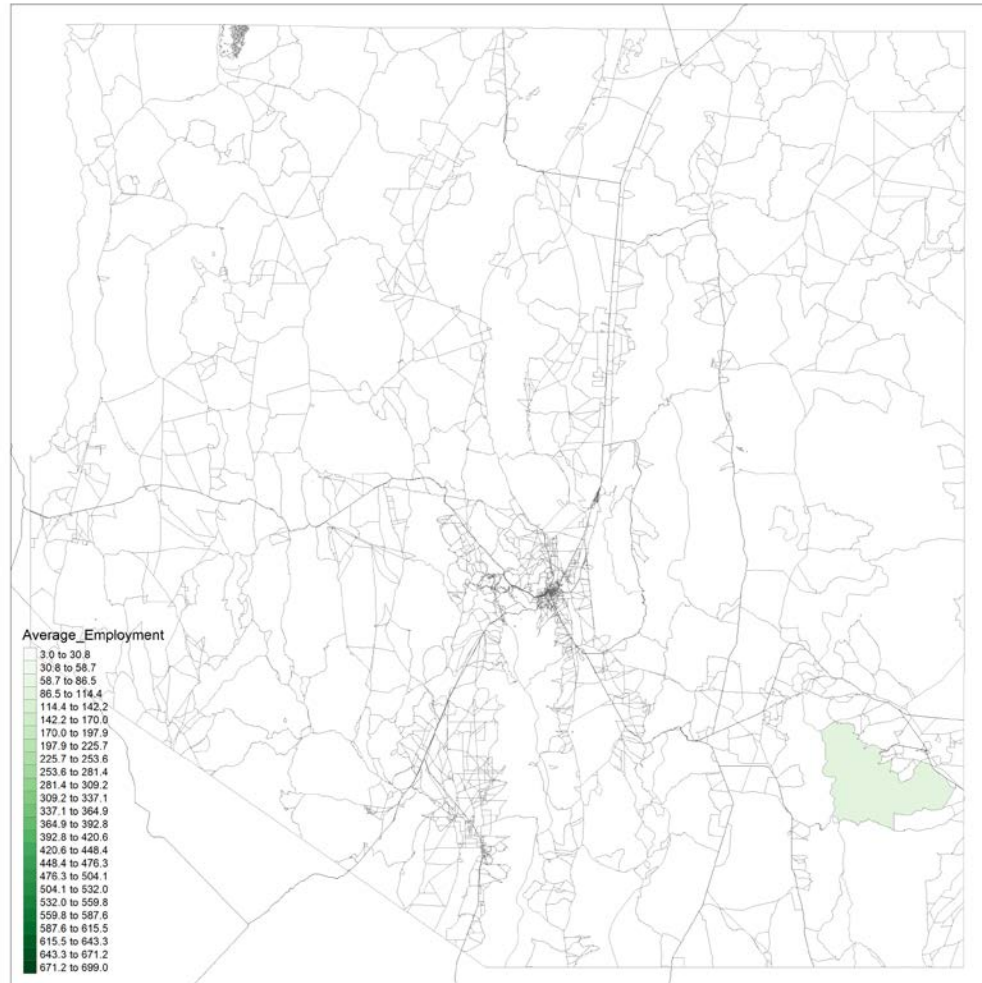 Average_Employment
3.0 to 30.8
30.8 to 58.7
58.7 to 86.5
86.5 to 114.4
114.4 to 142.2
142.2 to 170.0
170.0 to 197.9
197.9 to 225.7
225.7 to 253.6
253.6 to 281.4
281.4 to 309.2
309.2 to 337.1
337.1 to 364.9
364.9 to 392.8
392.8 to 420.6
420.6 to 448.4
448.4 to 476.3
476.3 to 504.1
504.1 to 532.0
532.0 to 559.8
559.8 to 587.6
587.6 to 615.5
615.5 to 643.3
643.3 to 671.2
671.2 to 699.0